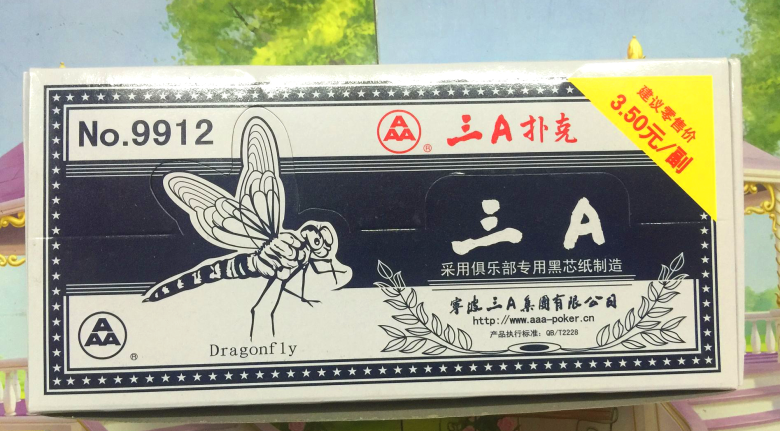 No.9912
A
AA
®
三A扑克
建议零售价
3.50元/副
三 A
采用俱乐部专用黑芯纸制造
宁波三A集团有限公司
http://www.aaa-poker.cn
产品执行标准: QB/T2228
A
AA
®
Dragonfly